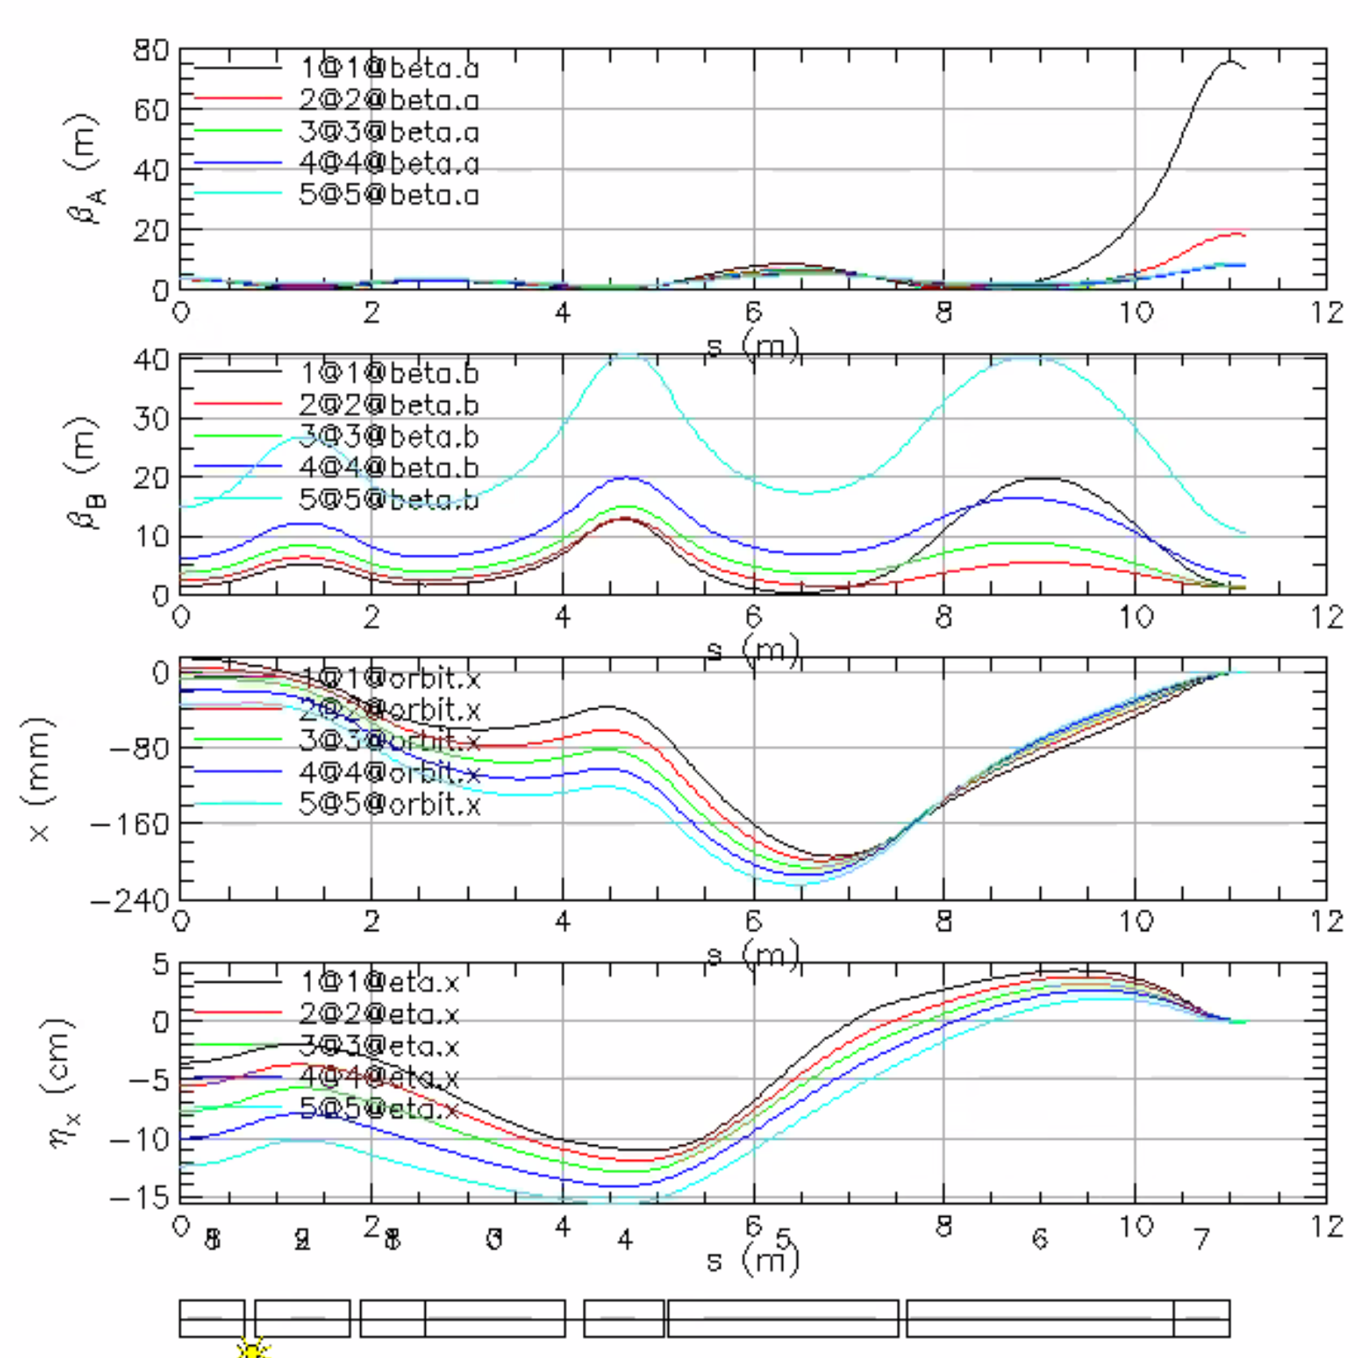 80
1@1@beta.a
2@2@beta.a
60
3@3@beta.a
4@4@beta.a
40
5@5@beta.a
20
0
β_A (m)
0 2 4 6 8 10 12
s (m)
40
1@1@beta.b
2@2@beta.b
30
3@3@beta.b
4@4@beta.b
20
5@5@beta.b
10
0
β_B (m)
0 2 4 6 8 10 12
s (m)
0
1@1@orbit.x
2@2@orbit.x
3@3@orbit.x
-80
4@4@orbit.x
5@5@orbit.x
-160
-240
x (mm)
0 2 4 6 8 10 12
s (m)
5
1@1@eta.x
2@2@eta.x
0
3@3@eta.x
4@4@eta.x
-5
5@5@eta.x
-10
-15
η_x (cm)
0 2 4 6 8 10 12
4 5 6 7
s (m)